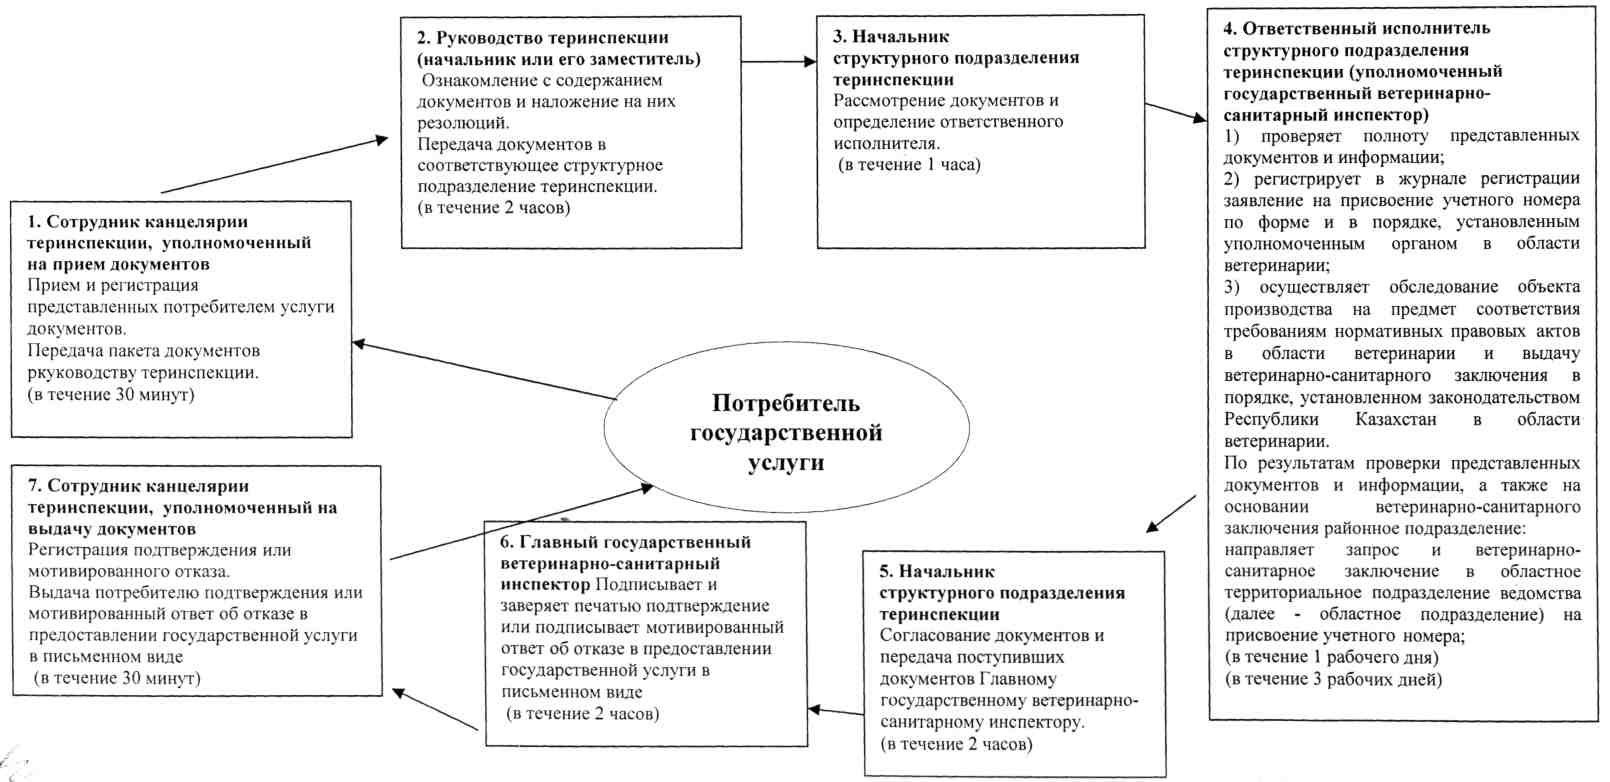 2. Руководство теринспекции
(начальник или его заместитель)
Ознакомление с содержанием
документов и наложение на них
резолюций.
Передача документов в
соответствующее структурное
подразделение теринспекции.
(в течение 2 часов)
3. Начальник
структурного подразделения
теринспекции
Рассмотрение документов и
определение ответственного
исполнителя.
(в течение 1 часа)
4. Ответственный исполнитель
структурного подразделения
теринспекции (уполномоченный
государственный ветеринарно-
санитарный инспектор)
1) проверяет полноту представленных
документов и информации;
2) регистрирует в журнале регистрации
заявление на присвоение учетного номера
по форме и в порядке, установленным
уполномоченным органом в области
ветеринарии;
3) осуществляет обследование объекта
производства на предмет соответствия
требованиям нормативных правовых актов
в области ветеринарии и выдачу
ветеринарно-санитарного заключения в
порядке, установленном законодательством
Республики Казахстан в области
ветеринарии.
По результатам проверки представленных
документов и информации, а также на
основании ветеринарно-санитарного
заключения районное подразделение:
направляет запрос и ветеринарно-
санитарное заключение в областное
территориальное подразделение ведомства
(далее - областное подразделение) на
присвоение учетного номера;
(в течение 1 рабочего дня)
(в течение 3 рабочих дней)
1. Сотрудник канцелярии
теринспекции, уполномоченный
на прием документов
Прием и регистрация
представленных потребителем услуги
документов.
Передача пакета документов
ркуководству теринспекции.
(в течение 30 минут)
Потребитель
государственной
услуги
7. Сотрудник канцелярии
теринспекции, уполномоченный на
выдачу документов
Регистрация подтверждения или
мотивированного отказа.
Выдача потребителю подтверждения или
мотивированный ответ об отказе в
предоставлении государственной услуги
в письменном виде
(в течение 30 минут)
6. Главный государственный
ветеринарно-санитарный
инспектор Подписывает и
заверяет печатью подтверждение
или подписывает мотивированный
ответ об отказе в предоставлении
государственной услуги в
письменном виде
(в течение 2 часов)
5. Начальник
структурного подразделения
теринспекции
Согласование документов и
передача поступивших
документов Главному
государственному ветеринарно-
санитарному инспектору.
(в течение 2 часов)